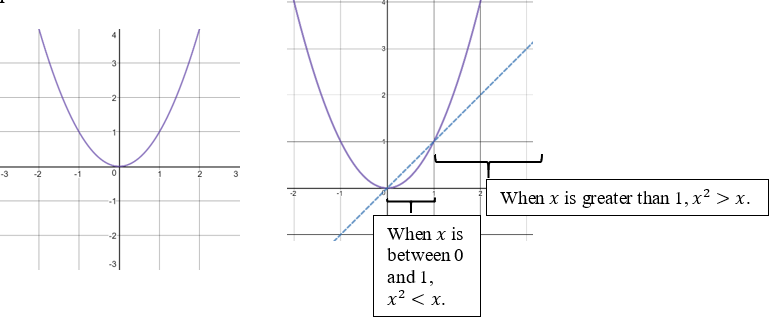 4
3
2
1
-3 -2 -1 0 1 2 3
-1
-2
-3
4
3
2
1
-2 -1 0 1 2
When x is greater than 1, x² > x.
When x is
between 0
and 1,
x² < x.